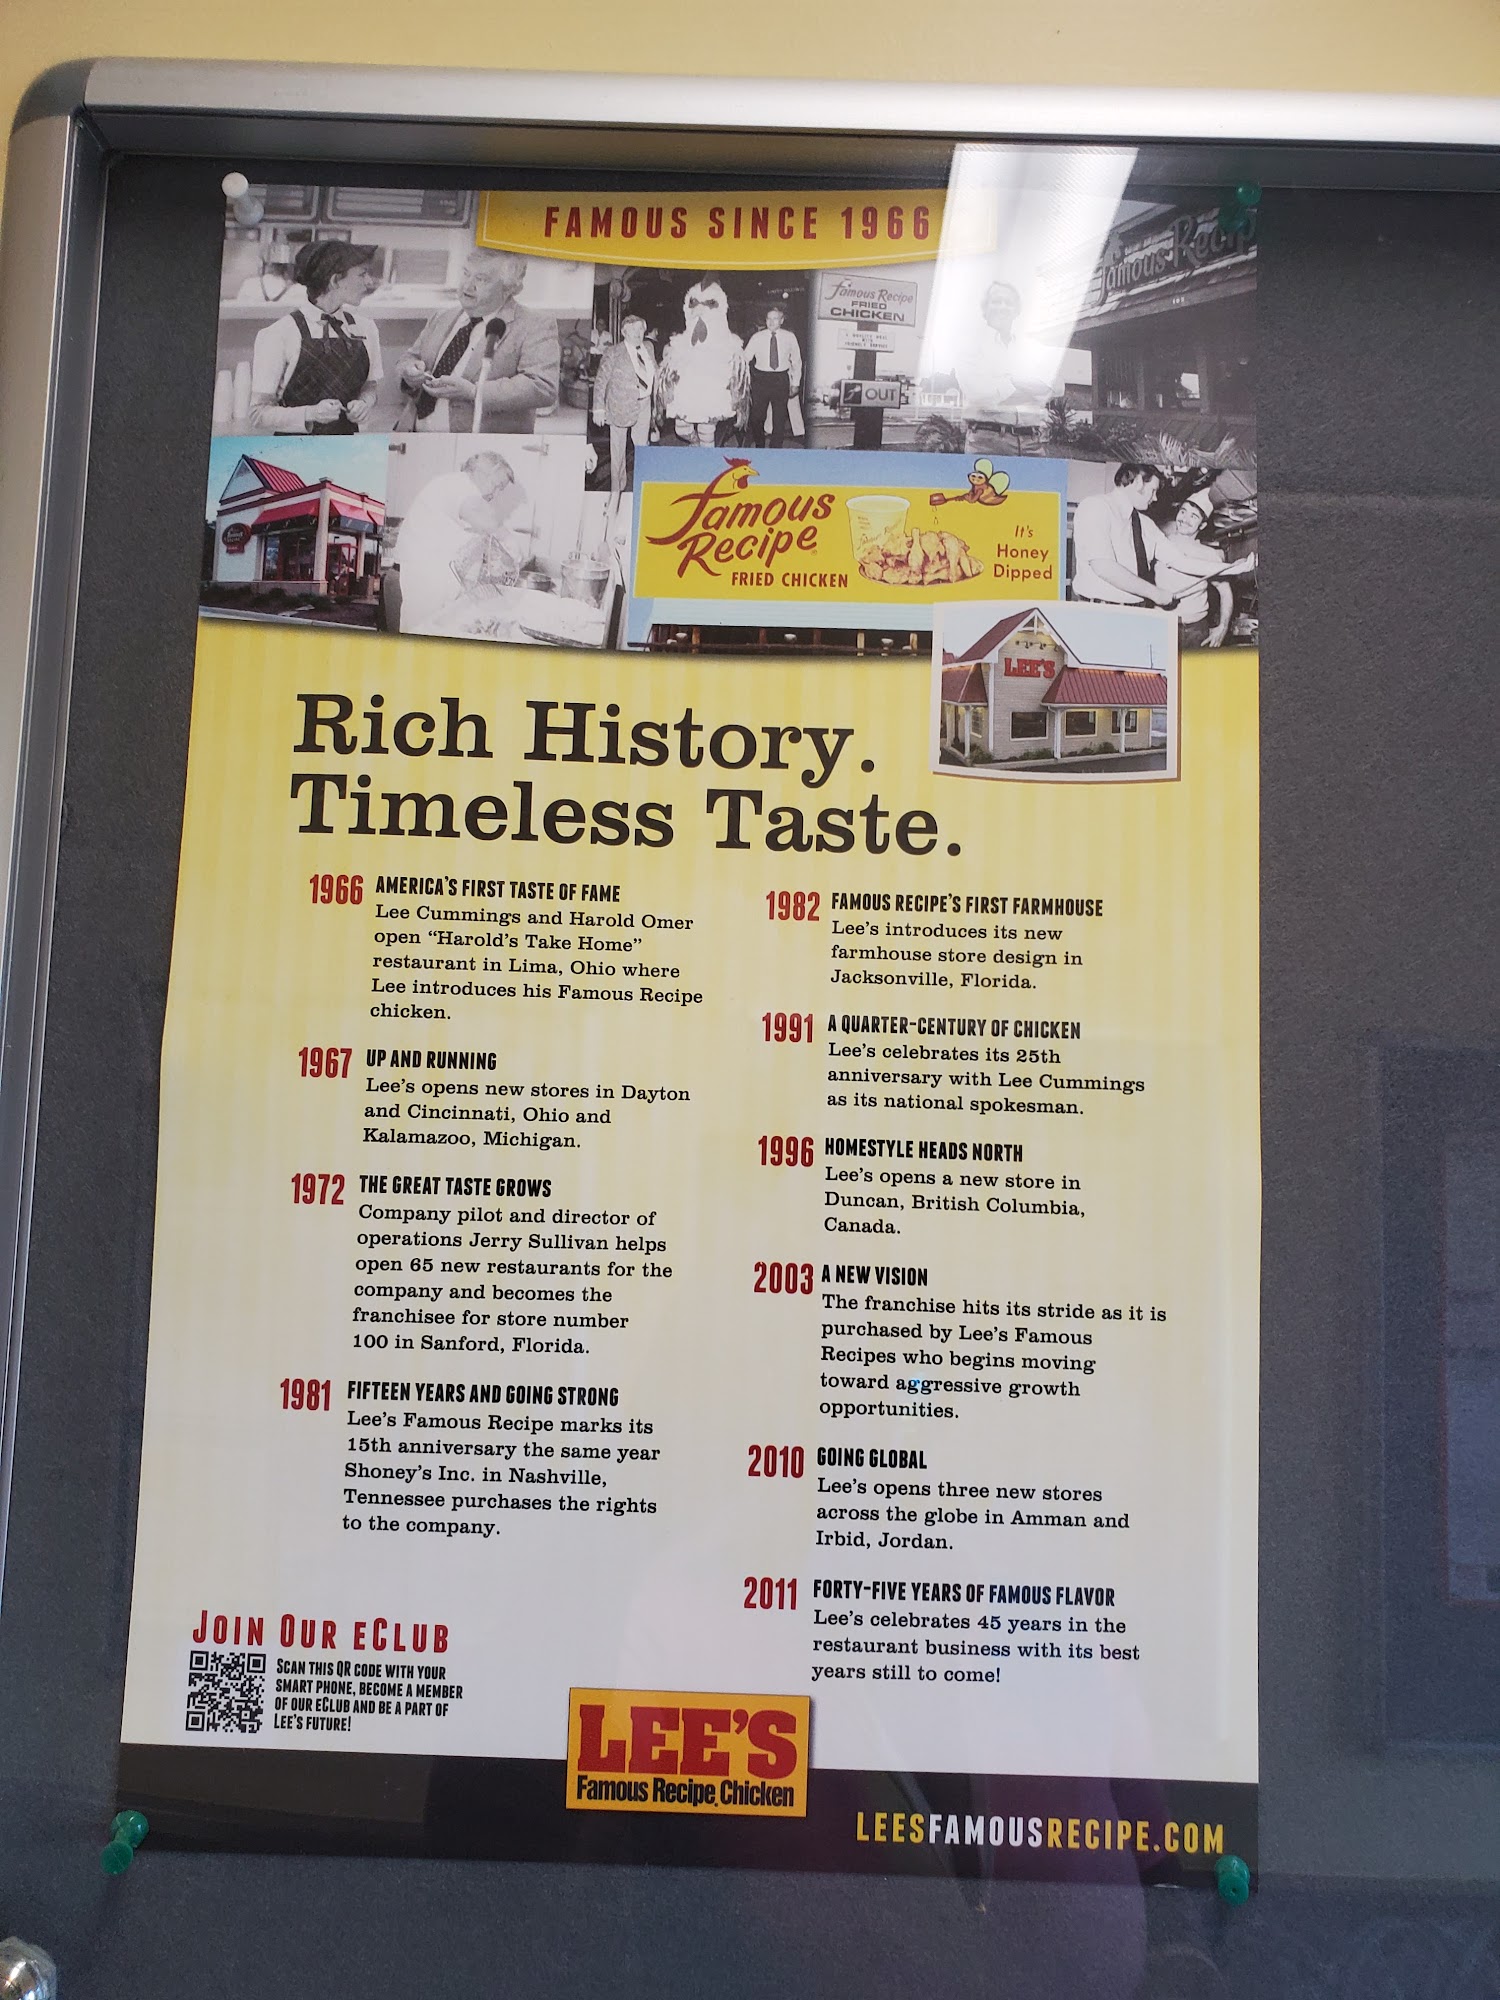 FAMOUS SINCE 1966
Famous Recipe
FRIED
CHICKEN
OUT
Famous Recip
Famous
Recipe
FRIED CHICKEN
It's
Honey
Dipped
LEE'S
Rich History.
Timeless Taste.
1966 AMERICA'S FIRST TASTE OF FAME
Lee Cummings and Harold Omer
open “Harold's Take Home”
restaurant in Lima, Ohio where
Lee introduces his Famous Recipe
chicken.
1967 UP AND RUNNING
Lee's opens new stores in Dayton
and Cincinnati, Ohio and
Kalamazoo, Michigan.
1972 THE GREAT TASTE GROWS
Company pilot and director of
operations Jerry Sullivan helps
open 65 new restaurants for the
company and becomes the
franchisee for store number
100 in Sanford, Florida.
1981 FIFTEEN YEARS AND GOING STRONG
Lee's Famous Recipe marks its
15th anniversary the same year
Shoney's Inc. in Nashville,
Tennessee purchases the rights
to the company.
1982 FAMOUS RECIPE'S FIRST FARMHOUSE
Lee's introduces its new
farmhouse store design in
Jacksonville, Florida.
1991 A QUARTER-CENTURY OF CHICKEN
Lee's celebrates its 25th
anniversary with Lee Cummings
as its national spokesman.
1996 HOMESTYLE HEADS NORTH
Lee's opens a new store in
Duncan, British Columbia,
Canada.
2003 A NEW VISION
The franchise hits its stride as it is
purchased by Lee's Famous
Recipes who begins moving
toward aggressive growth
opportunities.
2010 GOING GLOBAL
Lee's opens three new stores
across the globe in Amman and
Irbid, Jordan.
2011 FORTY-FIVE YEARS OF FAMOUS FLAVOR
Lee's celebrates 45 years in the
restaurant business with its best
years still to come!
JOIN OUR ECLUB
SCAN THIS QR CODE WITH YOUR
SMART PHONE, BECOME A MEMBER
OF OUR ECLUB AND BE A PART OF
LEE'S FUTURE!
LEE'S
Famous Recipe Chicken
LEESFAMOUSRECIPE.COM